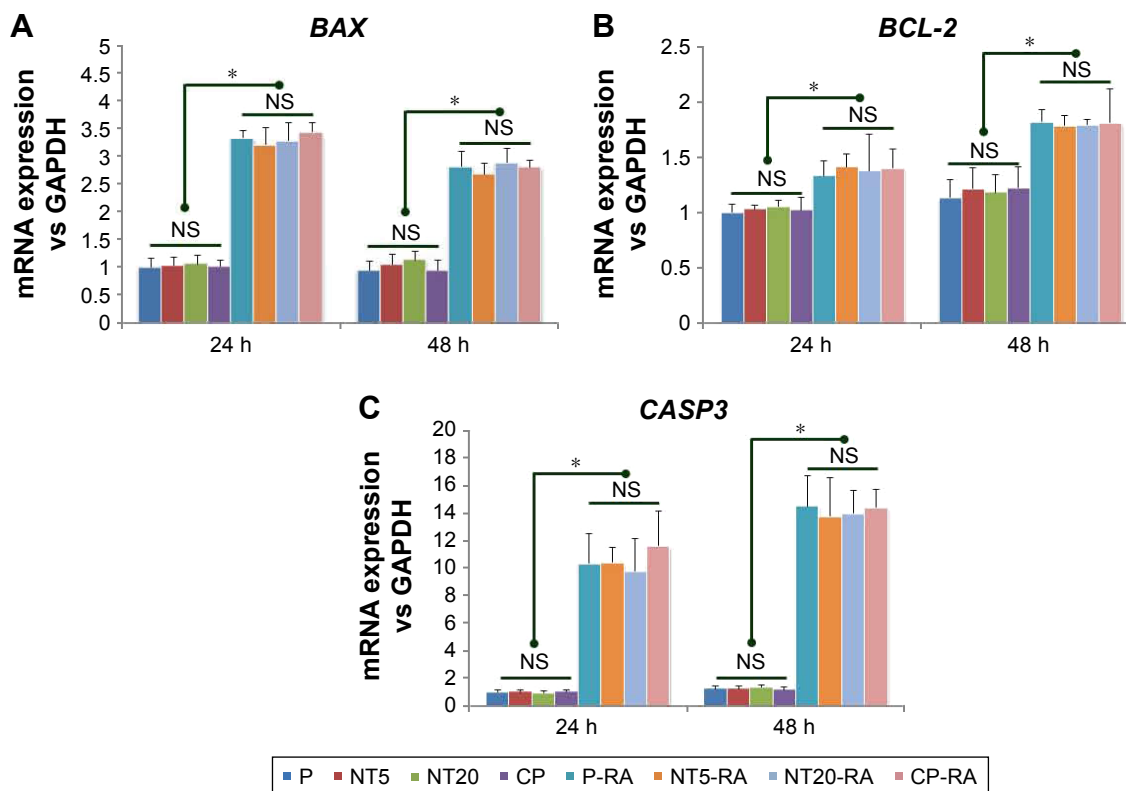 A
BAX
mRNA expression
vs GAPDH
5
4.5
4
3.5
3
2.5
2
1.5
1
0.5
0
*
NS
NS
*
NS
NS
24 h
48 h
B
BCL-2
mRNA expression
vs GAPDH
2.5
2
1.5
1
0.5
0
*
NS
NS
*
NS
NS
24 h
48 h
C
CASP3
mRNA expression
vs GAPDH
20
18
16
14
12
10
8
6
4
2
0
*
NS
NS
*
NS
NS
24 h
48 h
P NT5 NT20 CP P-RA NT5-RA NT20-RA CP-RA